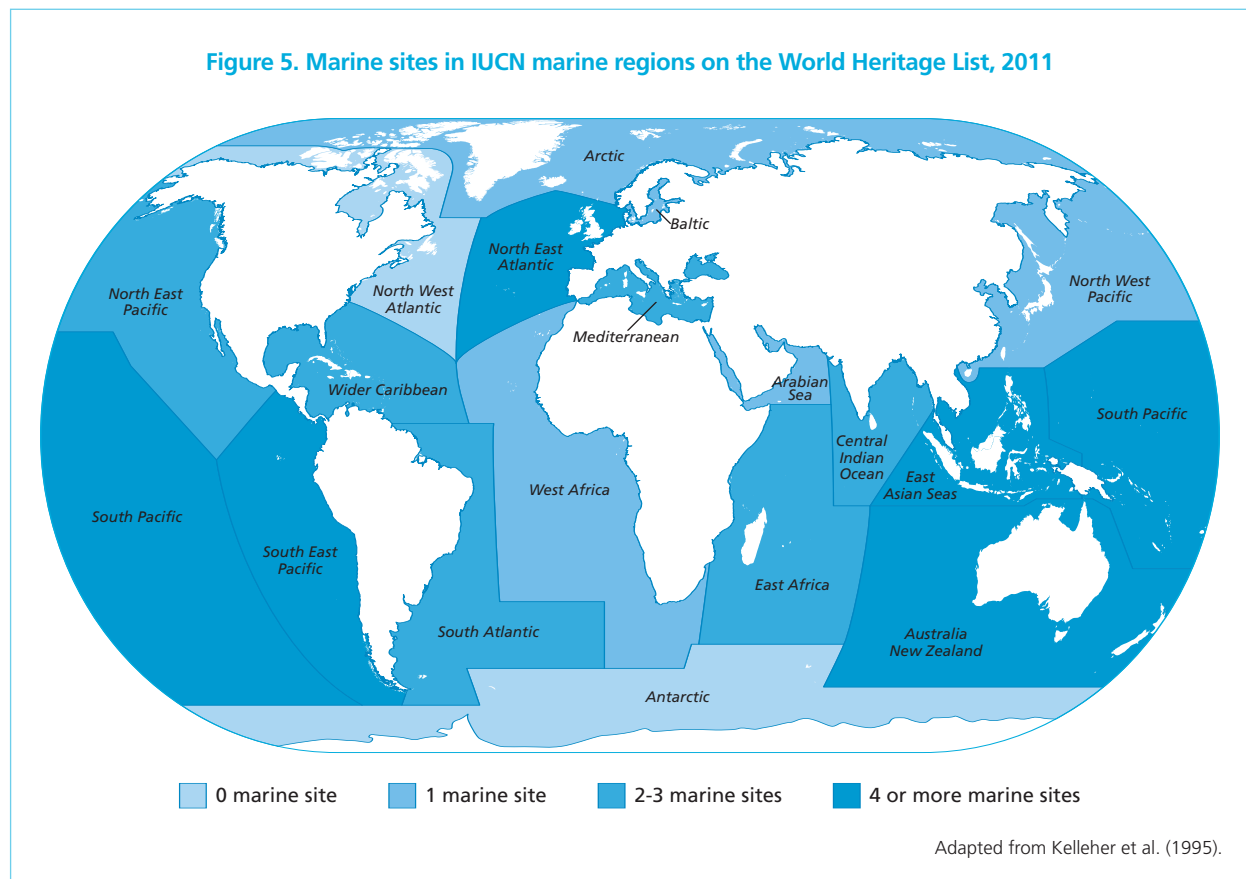 Figure 5. Marine sites in IUCN marine regions on the World Heritage List, 2011
Arctic
Baltic
North East
Atlantic
North West
Atlantic
North East
Pacific
North West
Pacific
Mediterranean
Wider Caribbean
Arabian
Sea
South Pacific
Central
Indian
Ocean
East
Asian Seas
West Africa
South Pacific
South East
Pacific
East Africa
South Atlantic
Australia
New Zealand
Antarctic
0 marine site
1 marine site
2-3 marine sites
4 or more marine sites
Adapted from Kelleher et al. (1995).